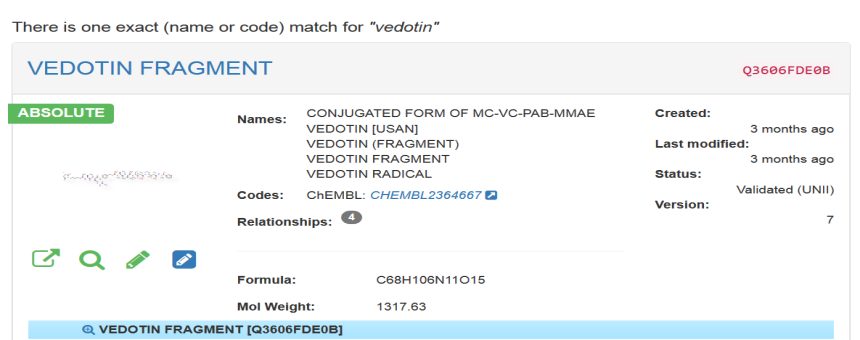 There is one exact (name or code) match for "vedotin"
VEDOTIN FRAGMENT
Q3606FDE0B
ABSOLUTE
Names:
CONJUGATED FORM OF MC-VC-PAB-MMAE
VEDOTIN [USAN]
VEDOTIN (FRAGMENT)
VEDOTIN FRAGMENT
VEDOTIN RADICAL
Codes: ChEMBL: CHEMBL2364667
Relationships: 4
Created:
3 months ago
Last modified:
3 months ago
Status:
Validated (UNII)
Version:
7
Formula: C68H106N11O15
Mol Weight: 1317.63
VEDOTIN FRAGMENT [Q3606FDE0B]